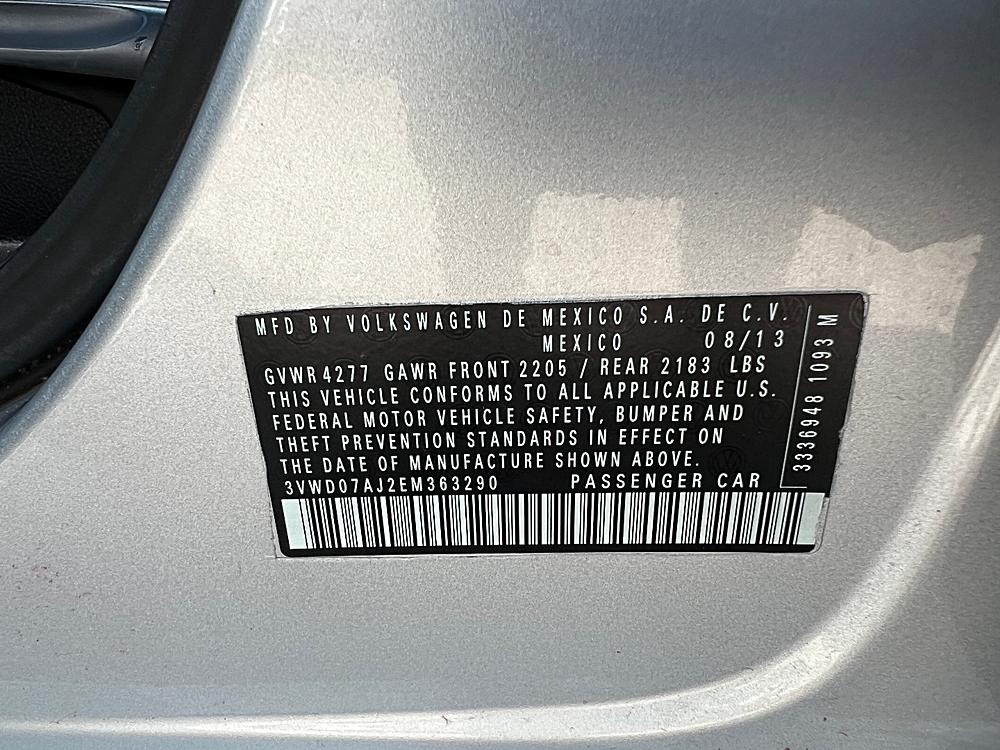 MFD BY VOLKSWAGEN DE MEXICO S.A. DE C.V.
MEXICO 08/13
GVWR 4277 GAWR FRONT 2205 / REAR 2183 LBS
THIS VEHICLE CONFORMS TO ALL APPLICABLE U.S.
FEDERAL MOTOR VEHICLE SAFETY, BUMPER AND
THEFT PREVENTION STANDARDS IN EFFECT ON
THE DATE OF MANUFACTURE SHOWN ABOVE.
3VWD07AJ2EM363290 PASSENGER CAR
3336948 1093 M